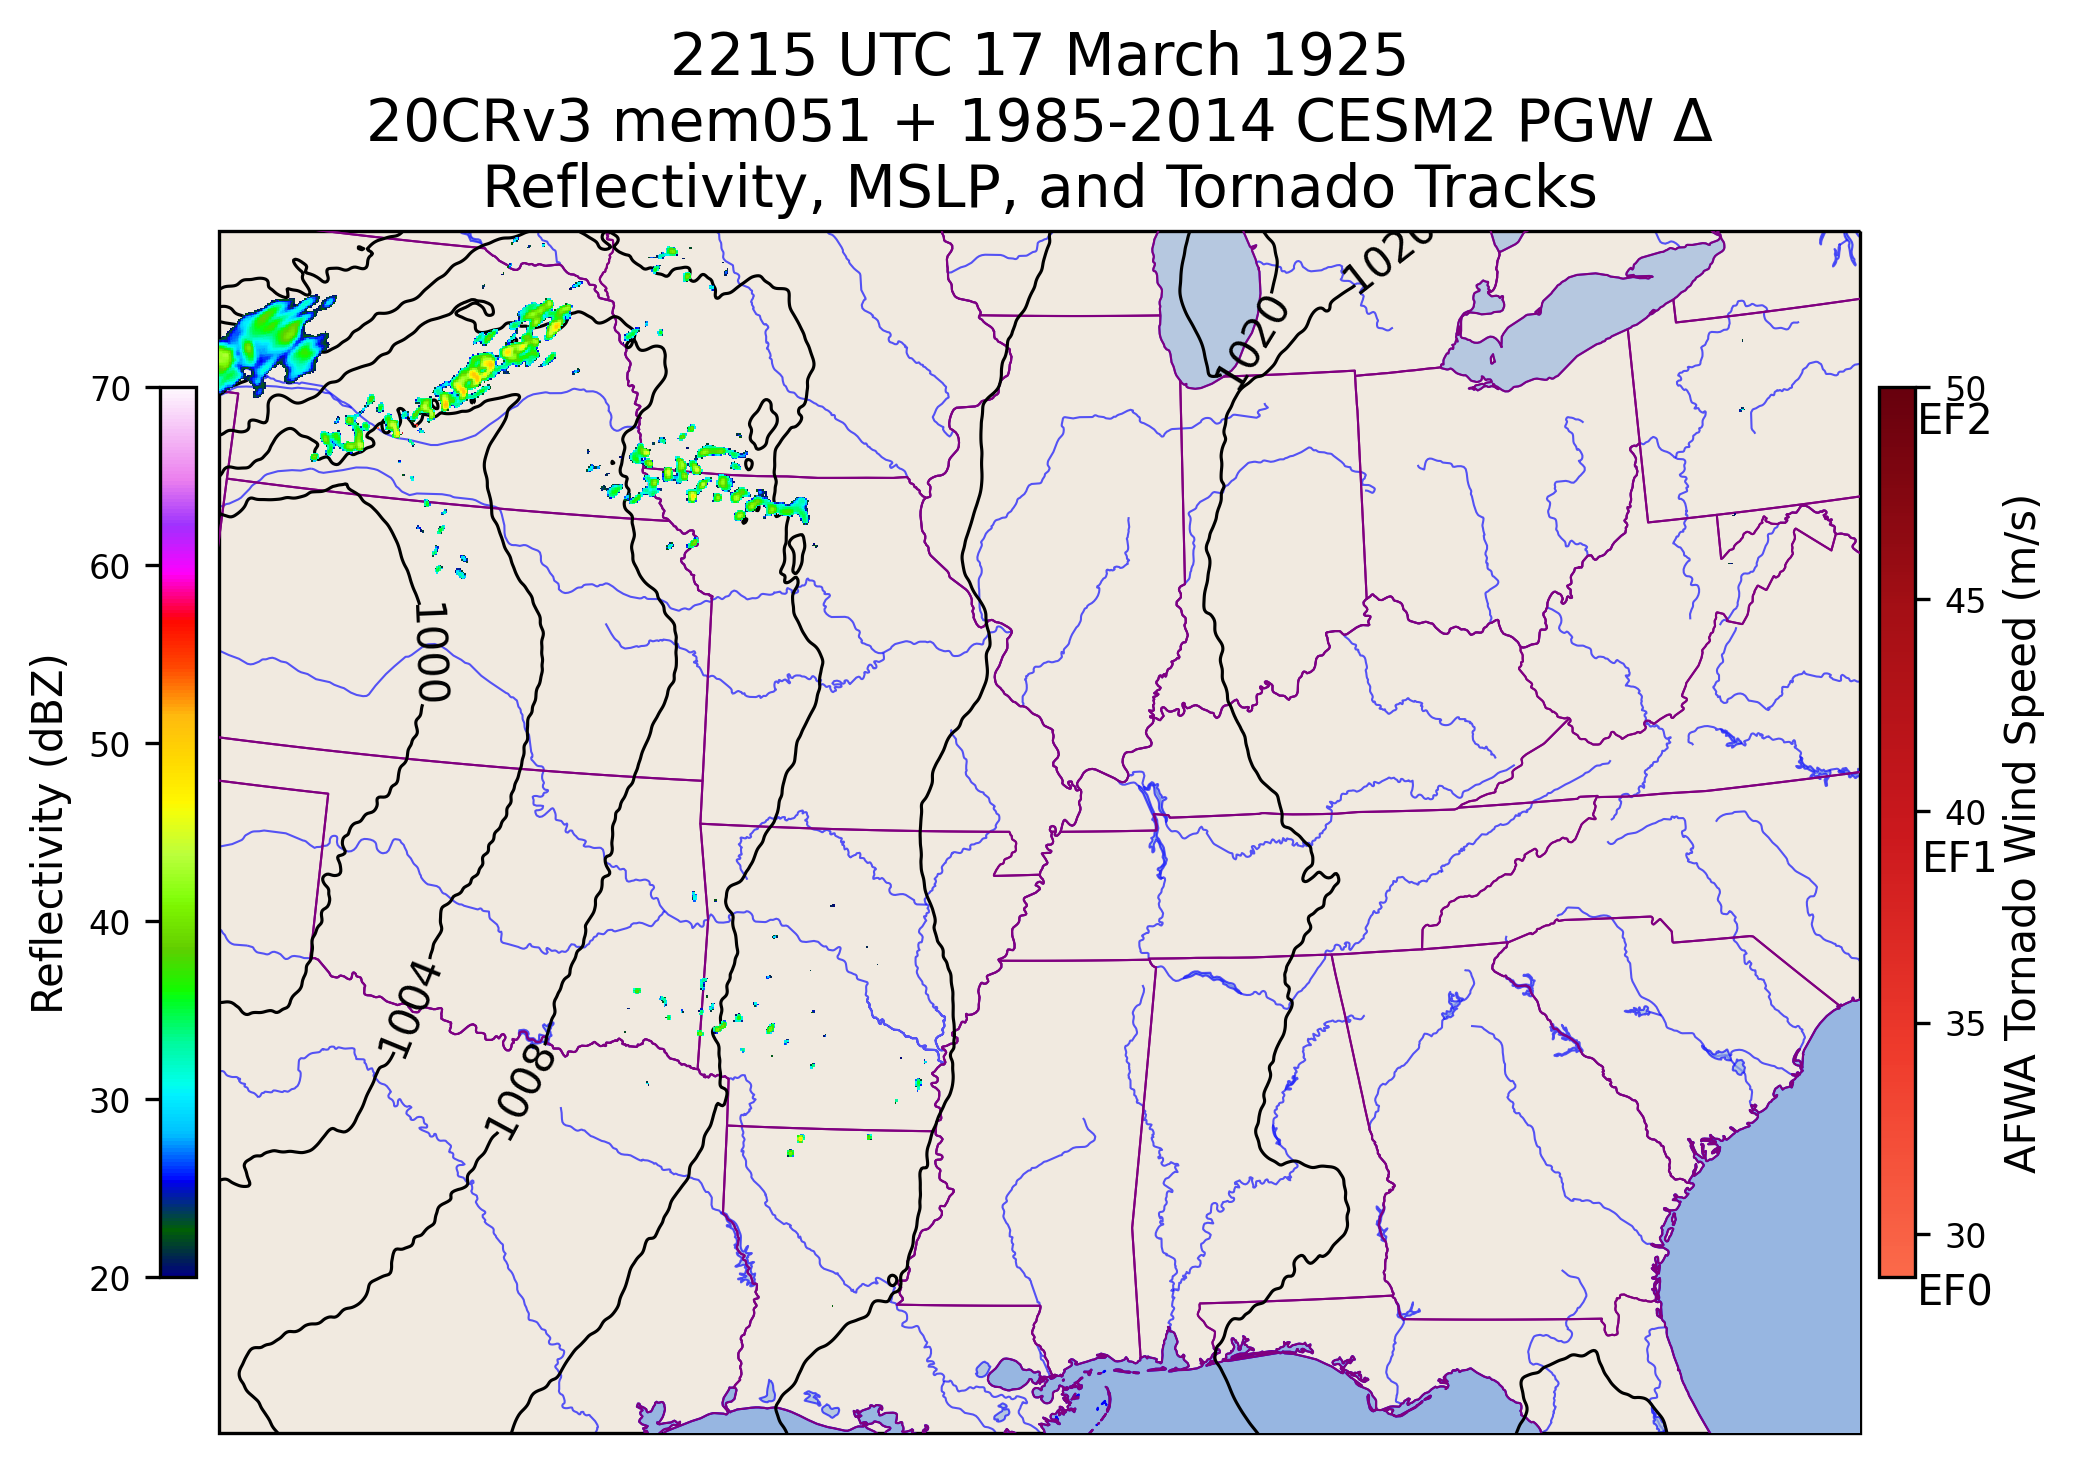 2215 UTC 17 March 1925
20CRv3 mem051 + 1985-2014 CESM2 PGW Δ
Reflectivity, MSLP, and Tornado Tracks
1020
1020
1000
1004
1008
70
60
50
40
30
20
Reflectivity (dBZ)
50
EF2
45
40
EF1
35
30
EF0
AFWA Tornado Wind Speed (m/s)